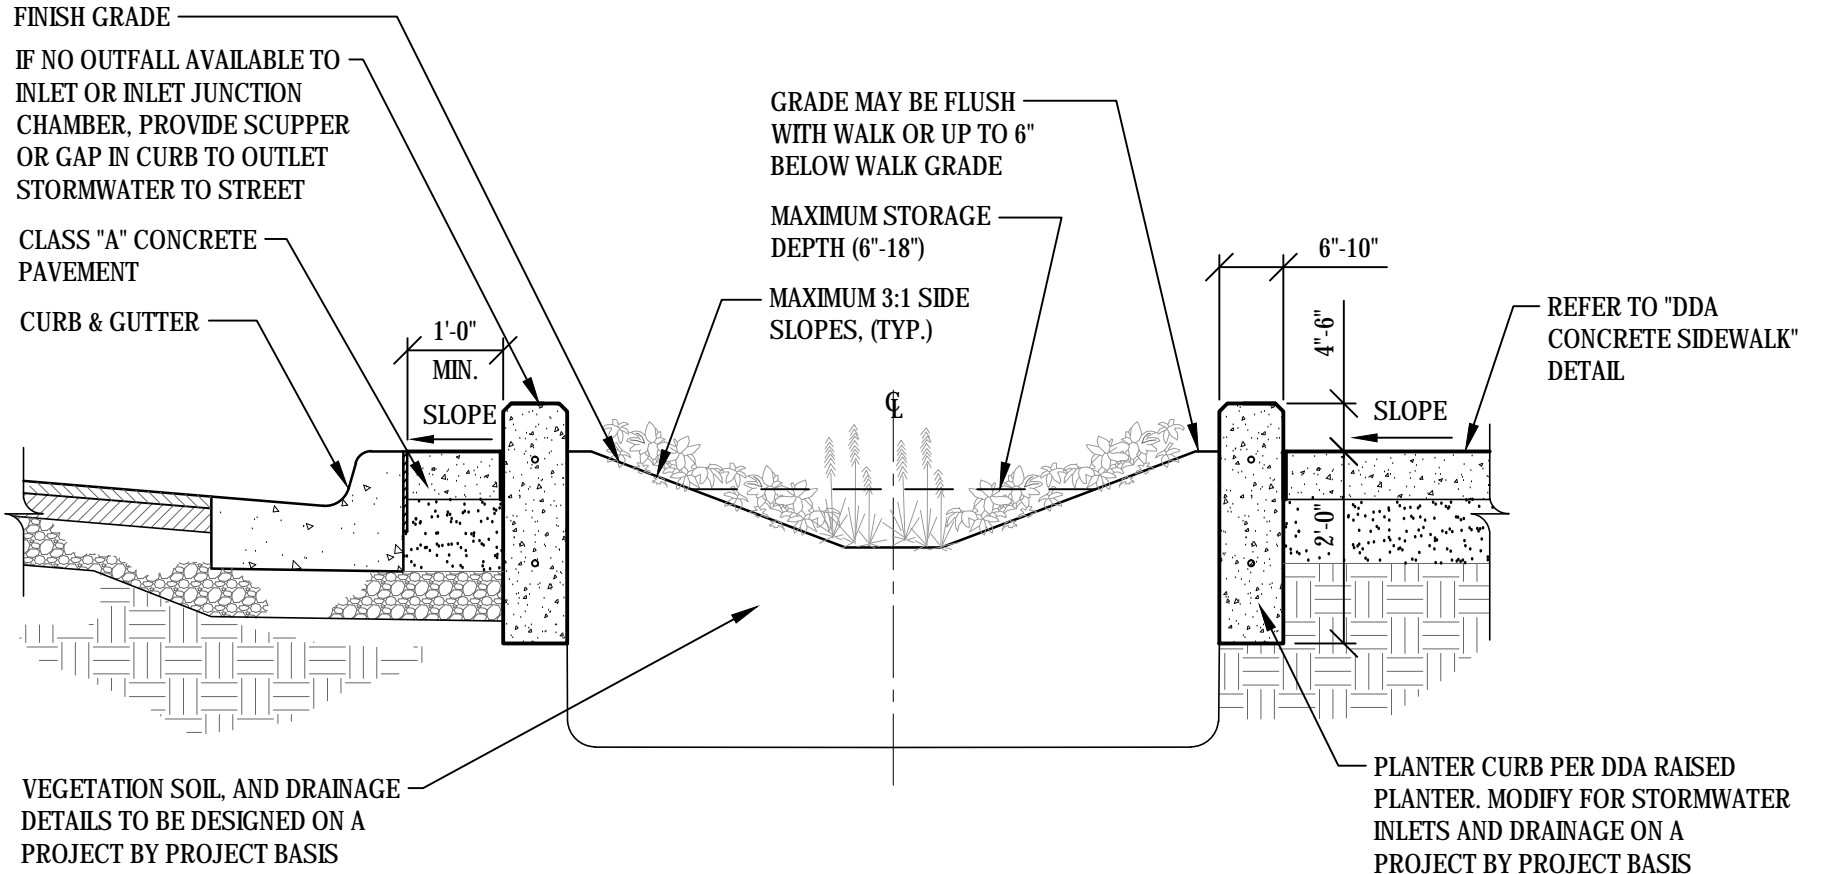 FINISH GRADE
IF NO OUTFALL AVAILABLE TO
INLET OR INLET JUNCTION
CHAMBER, PROVIDE SCUPPER
OR GAP IN CURB TO OUTLET
STORMWATER TO STREET
CLASS "A" CONCRETE
PAVEMENT
CURB & GUTTER
1'-0"
MIN.
SLOPE
GRADE MAY BE FLUSH
WITH WALK OR UP TO 6"
BELOW WALK GRADE
MAXIMUM STORAGE
DEPTH (6"-18")
MAXIMUM 3:1 SIDE
SLOPES, (TYP.)
CL
6"-10"
4"-6"
SLOPE
2'-0"
REFER TO "DDA
CONCRETE SIDEWALK"
DETAIL
VEGETATION SOIL, AND DRAINAGE
DETAILS TO BE DESIGNED ON A
PROJECT BY PROJECT BASIS
PLANTER CURB PER DDA RAISED
PLANTER. MODIFY FOR STORMWATER
INLETS AND DRAINAGE ON A
PROJECT BY PROJECT BASIS